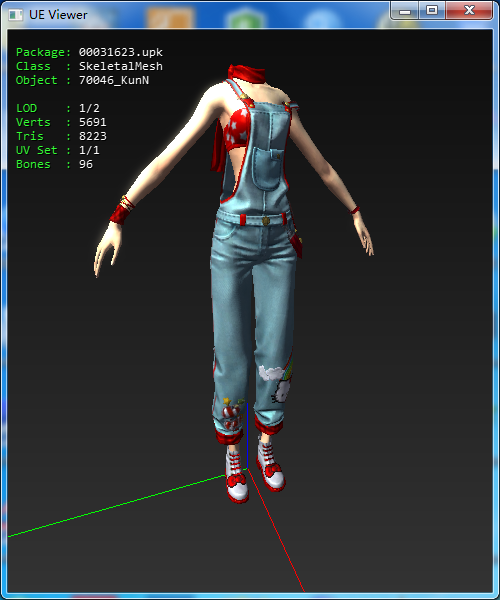 UE Viewer
Package: 00031623.upk
Class : SkeletalMesh
Object : 70046_KunN
LOD : 1/2
Verts : 5691
Tris : 8223
UV Set : 1/1
Bones : 96